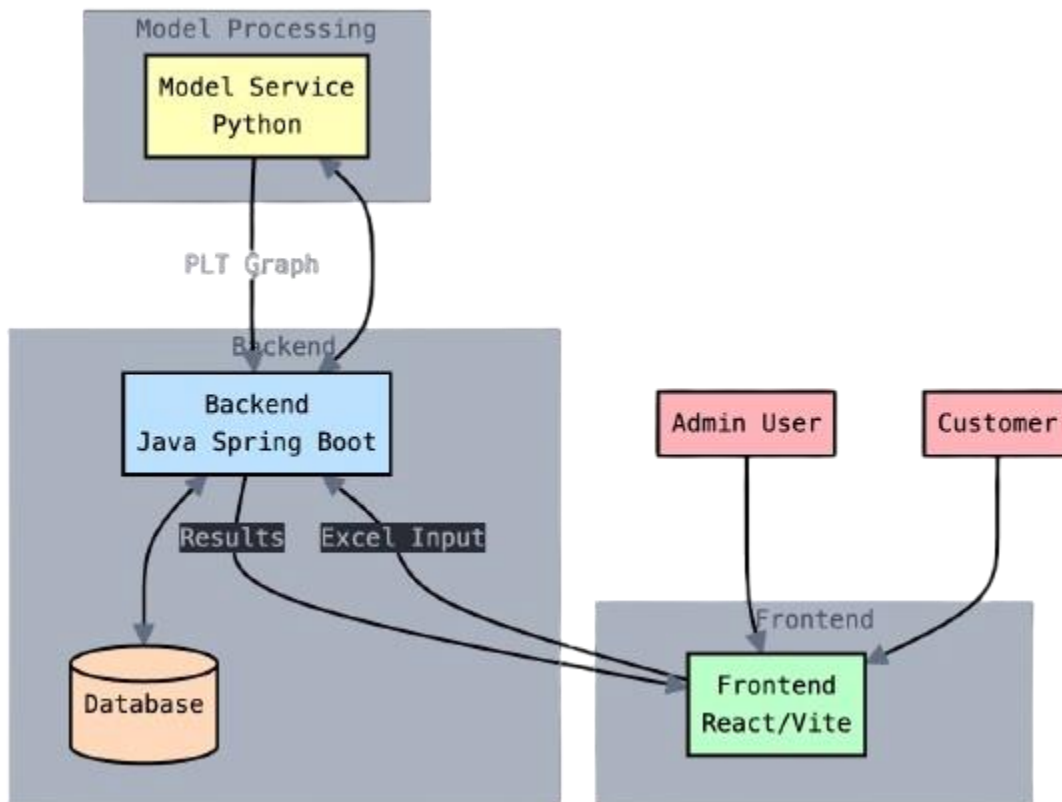 Model Processing
Model Service
Python
PLT Graph
Backend
Backend
Java Spring Boot
Admin User
Customer
Results
Excel Input
Frontend
Frontend
React/Vite
Database